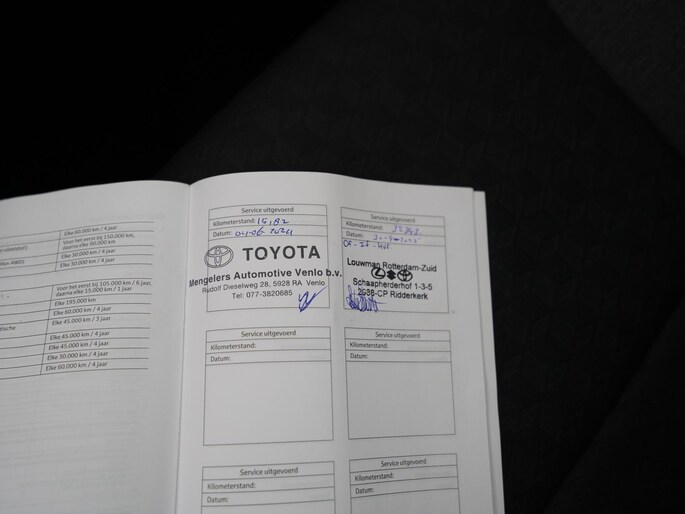 Elke 60.000 km / 4 jaar
Voor het eerst bij 150.000 km,
daarna elke 90.000 km
Elke 30.000 km / 4 jaar
Elke 30.000 km / 4 jaar
Voor het eerst bij 105.000 km / 6 jaar,
daarna elke 15.000 km / 1 jaar
Elke 195.000 km
Elke 60.000 km / 4 jaar
Elke 45.000 km / 3 jaar
Elke 45.000 km / 4 jaar
Elke 45.000 km / 4 jaar
Elke 30.000 km / 4 jaar
Elke 60.000 km / 4 jaar
Service uitgevoerd
Kilometerstand:
Datum: 04-06 2024
TOYOTA
Mengelers Automotive Venlo b.v.
Rudolf Dieselweg 28, 5928 RA Venlo
Tel: 077-3820685
Service uitgevoerd
Kilometerstand:
Datum:
Louwman Rotterdam-Zuid
Schaapherderhof 1-3-5
2988-CP Ridderkerk
Service uitgevoerd
Kilometerstand:
Datum:
Service uitgevoerd
Kilometerstand:
Datum:
Service uitgevoerd
Kilometerstand:
Datum:
Service uitgevoerd
Kilometerstand:
Datum: